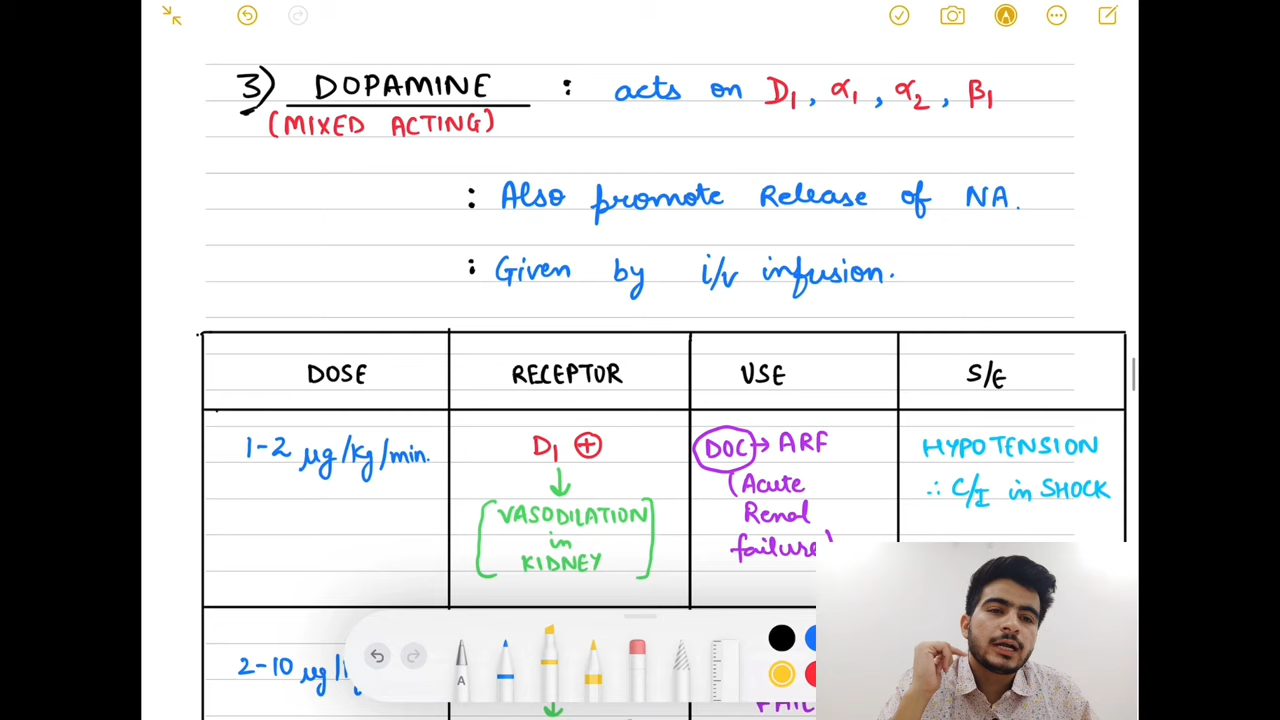 3) DOPAMINE : acts on D1, α1, α2, β1
(MIXED ACTING)
: Also promote Release of NA.
: Given by i/v infusion.
DOSE RECEPTOR USE S/E
1-2 μg/kg/min. D1 ⊕ DOC → ARF HYPOTENSION
↓ (Acute ∴ C/I in SHOCK
[VASODILATION Renal
in failure)
KIDNEY]
2-10 μg/
A